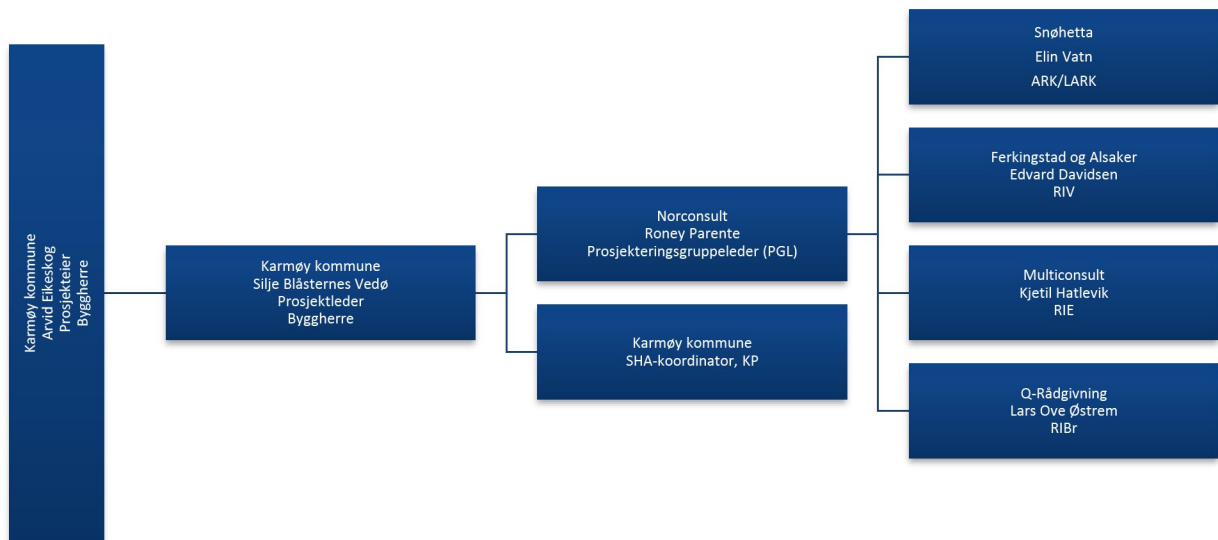 Karmøy kommune
Arvid Eikeskog
Prosjekteier
Byggherre
Karmøy kommune
Silje Blåsternes Vedø
Prosjektleder
Byggherre
Norconsult
Roney Parente
Prosjekteringsgruppeleder (PGL)
Karmøy kommune
SHA-koordinator, KP
Snøhetta
Elin Vatn
ARK/LARK
Ferkingstad og Alsaker
Edvard Davidsen
RIV
Multiconsult
Kjetil Hatlevik
RIE
Q-Rådgivning
Lars Ove Østrem
RIBr